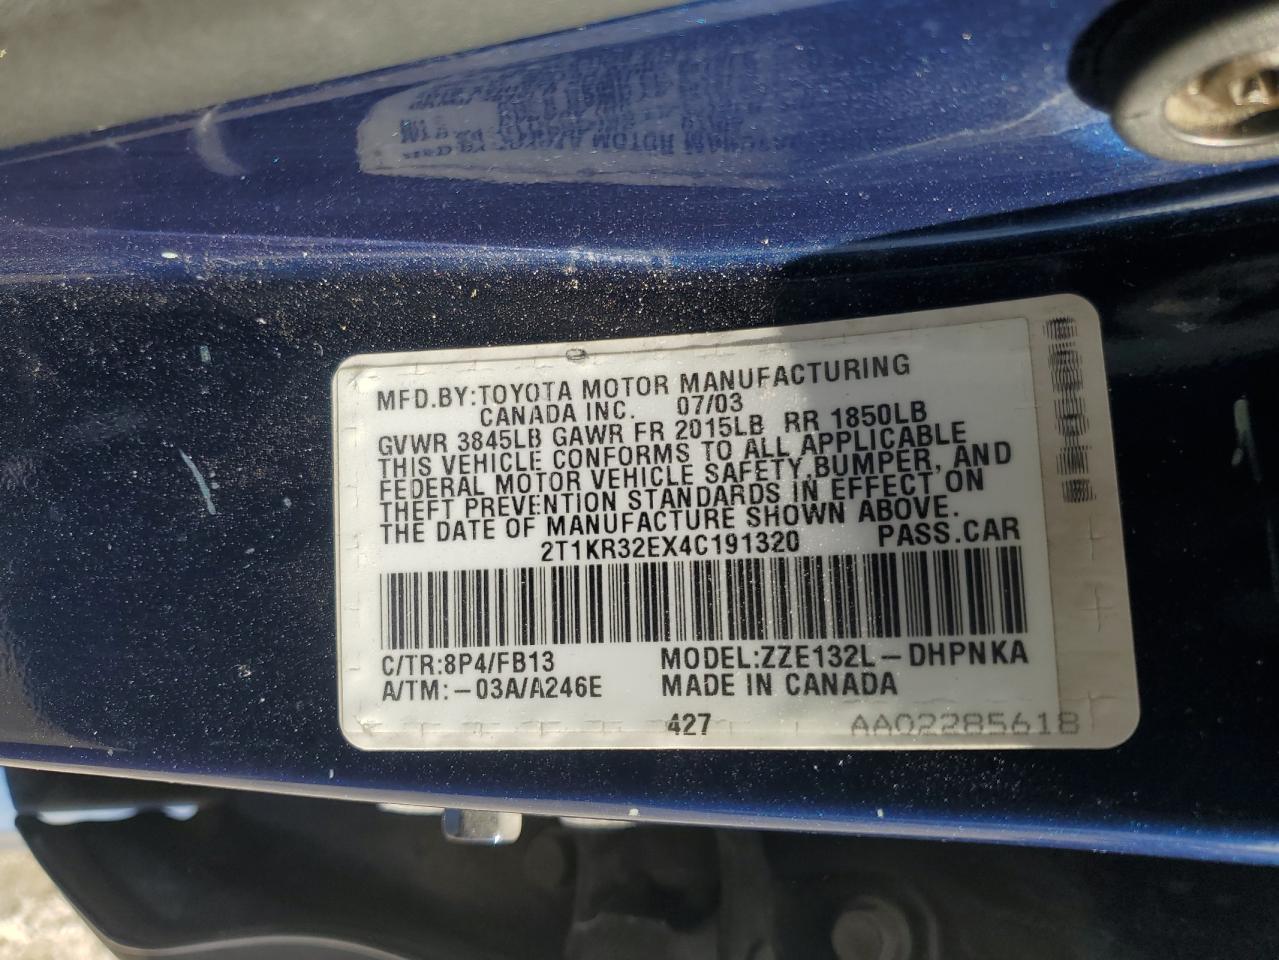 MFD.BY:TOYOTA MOTOR MANUFACTURING
CANADA INC. 07/03
GVWR 3845LB GAWR FR 2015LB RR 1850LB
THIS VEHICLE CONFORMS TO ALL APPLICABLE
FEDERAL MOTOR VEHICLE SAFETY,BUMPER, AND
THEFT PREVENTION STANDARDS IN EFFECT ON
THE DATE OF MANUFACTURE SHOWN ABOVE.
2T1KR32EX4C191320 PASS.CAR
C/TR:8P4/FB13 MODEL:ZZE132L-DHPNKA
A/TM:-03A/A246E MADE IN CANADA
427 AA02285618